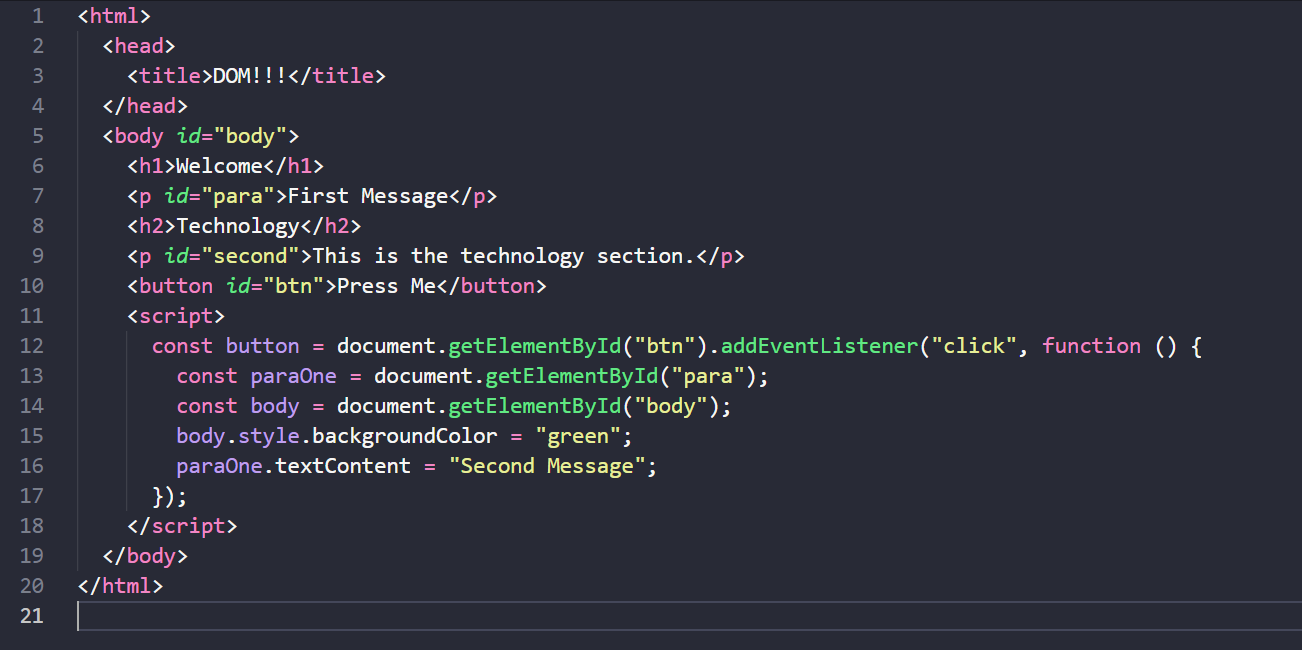 1 <html>
2   <head>
3     <title>DOM!!!</title>
4   </head>
5   <body id="body">
6     <h1>Welcome</h1>
7     <p id="para">First Message</p>
8     <h2>Technology</h2>
9     <p id="second">This is the technology section.</p>
10     <button id="btn">Press Me</button>
11     <script>
12       const button = document.getElementById("btn").addEventListener("click", function () {
13         const paraOne = document.getElementById("para");
14         const body = document.getElementById("body");
15         body.style.backgroundColor = "green";
16         paraOne.textContent = "Second Message";
17       });
18     </script>
19   </body>
20 </html>
21